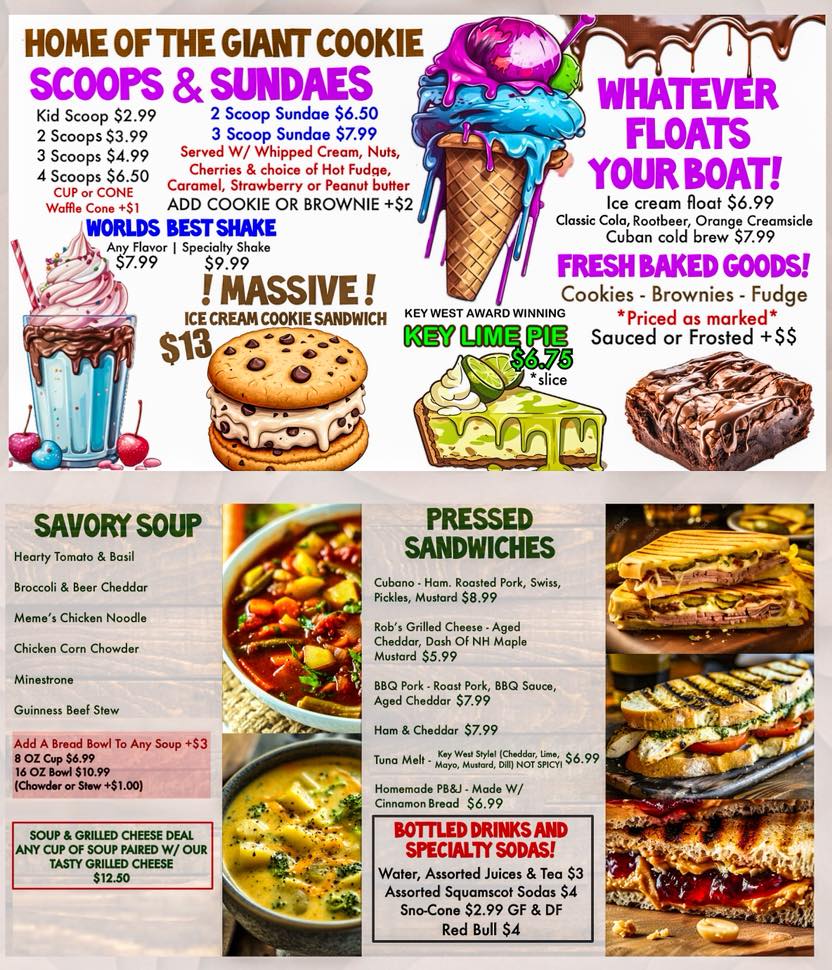 HOME OF THE GIANT COOKIE
SCOOPS & SUNDAES
Kid Scoop $2.99
2 Scoops $3.99
3 Scoops $4.99
4 Scoops $6.50
CUP or CONE
Waffle Cone +$1
2 Scoop Sundae $6.50
3 Scoop Sundae $7.99
Served W/ Whipped Cream, Nuts,
Cherries & choice of Hot Fudge,
Caramel, Strawberry or Peanut butter
ADD COOKIE OR BROWNIE +$2
WORLDS BEST SHAKE
Any Flavor | Specialty Shake
$7.99 $9.99
! MASSIVE !
ICE CREAM COOKIE SANDWICH
$13
WHATEVER
FLOATS
YOUR BOAT!
Ice cream float $6.99
Classic Cola, Rootbeer, Orange Creamsicle
Cuban cold brew $7.99
FRESH BAKED GOODS!
Cookies - Brownies - Fudge
*Priced as marked*
Sauced or Frosted +$$
KEY WEST AWARD WINNING
KEY LIME PIE
$6.75
*slice
SAVORY SOUP
Hearty Tomato & Basil
Broccoli & Beer Cheddar
Meme's Chicken Noodle
Chicken Corn Chowder
Minestrone
Guinness Beef Stew
Add A Bread Bowl To Any Soup +$3
8 OZ Cup $6.99
16 OZ Bowl $10.99
(Chowder or Stew +$1.00)
SOUP & GRILLED CHEESE DEAL
ANY CUP OF SOUP PAIRED W/ OUR
TASTY GRILLED CHEESE
$12.50
PRESSED
SANDWICHES
Cubano - Ham. Roasted Pork, Swiss,
Pickles, Mustard $8.99
Rob's Grilled Cheese - Aged
Cheddar, Dash Of NH Maple
Mustard $5.99
BBQ Pork - Roast Pork, BBQ Sauce,
Aged Cheddar $7.99
Ham & Cheddar $7.99
Tuna Melt - Key West Style! (Cheddar, Lime,
Mayo, Mustard, Dill) NOT SPICY! $6.99
Homemade PB&J - Made W/
Cinnamon Bread $6.99
BOTTLED DRINKS AND
SPECIALTY SODAS!
Water, Assorted Juices & Tea $3
Assorted Squamscot Sodas $4
Sno-Cone $2.99 GF & DF
Red Bull $4